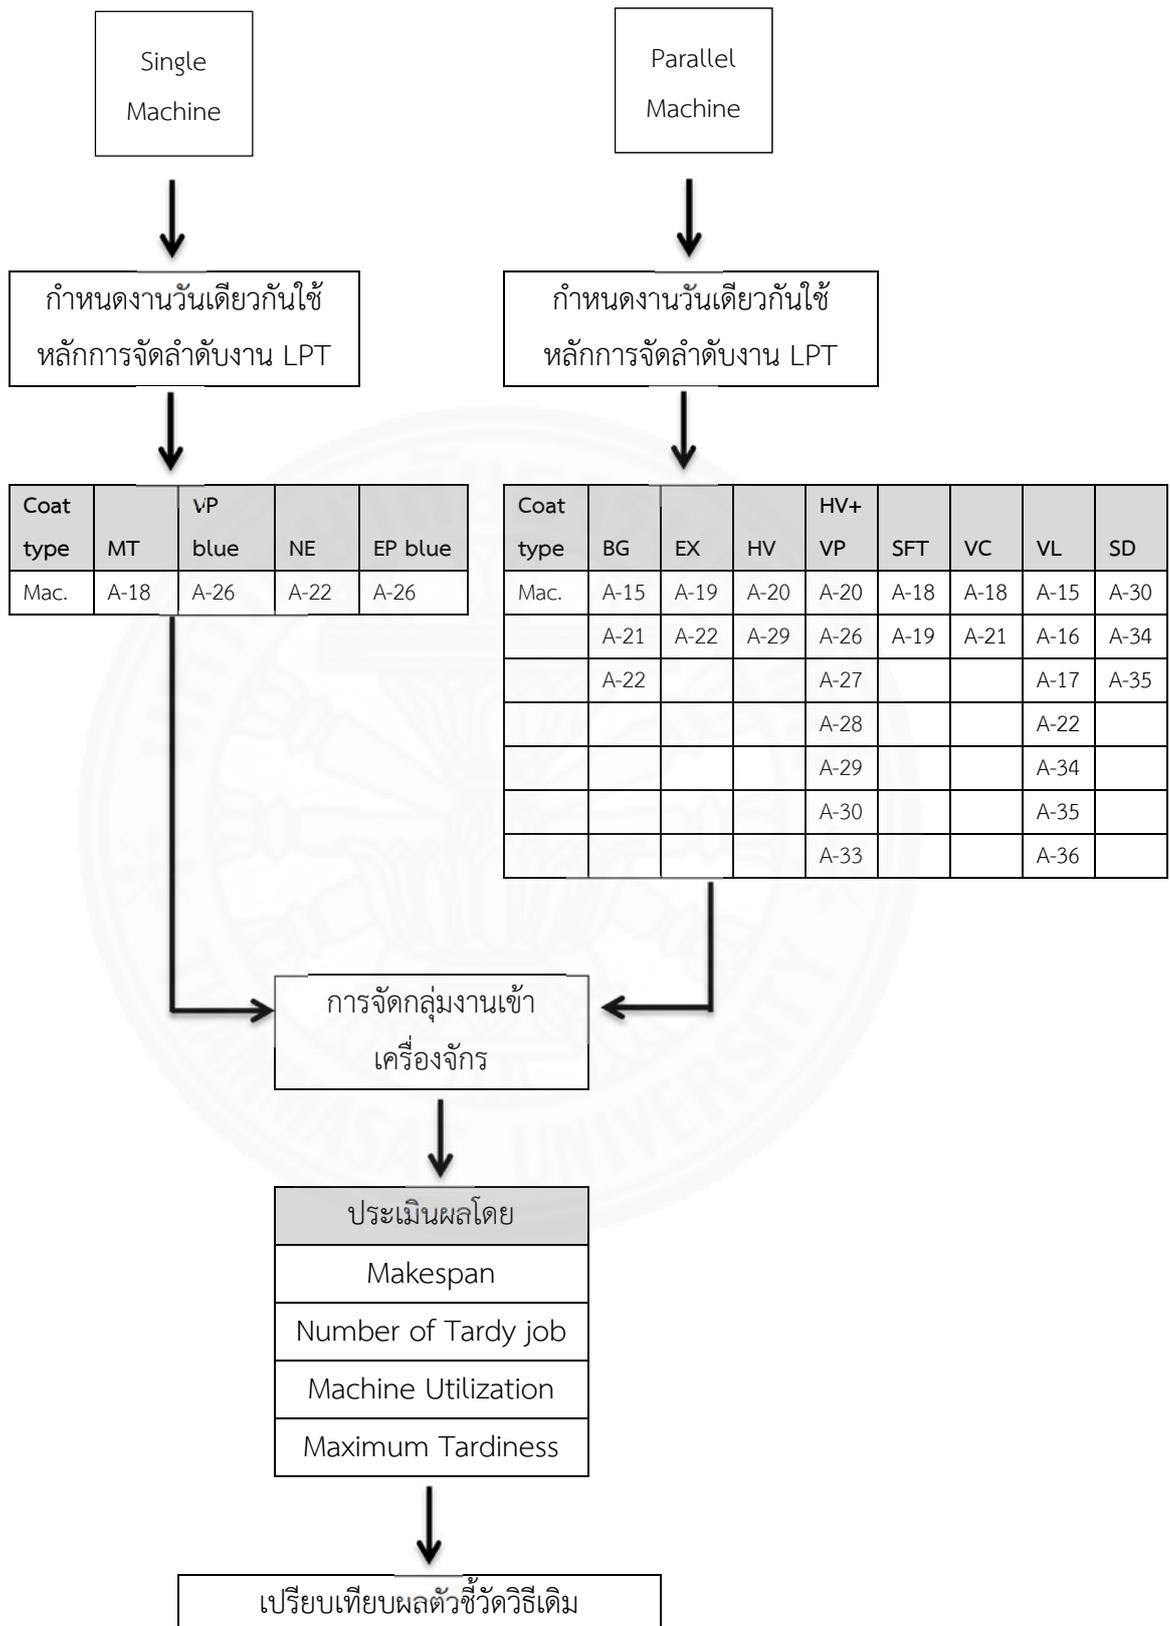 Single
Machine
Parallel
Machine
กำหนดงานวันเดียวกันใช้
หลักการจัดลำดับงาน LPT
กำหนดงานวันเดียวกันใช้
หลักการจัดลำดับงาน LPT
Coat type MT VP blue NE EP blue
Mac. A-18 A-26 A-22 A-26
Coat type BG EX HV HV+ VP SFT VC VL SD
Mac. A-15 A-19 A-20 A-20 A-18 A-18 A-15 A-30
A-21 A-22 A-29 A-26 A-19 A-21 A-16 A-34
A-22 A-27 A-17 A-35
A-28 A-22
A-29 A-34
A-30 A-35
A-33 A-36
การจัดกลุ่มงานเข้า
เครื่องจักร
ประเมินผลโดย
Makespan
Number of Tardy job
Machine Utilization
Maximum Tardiness
เปรียบเทียบผลตัวชี้วัดวิธีเดิม